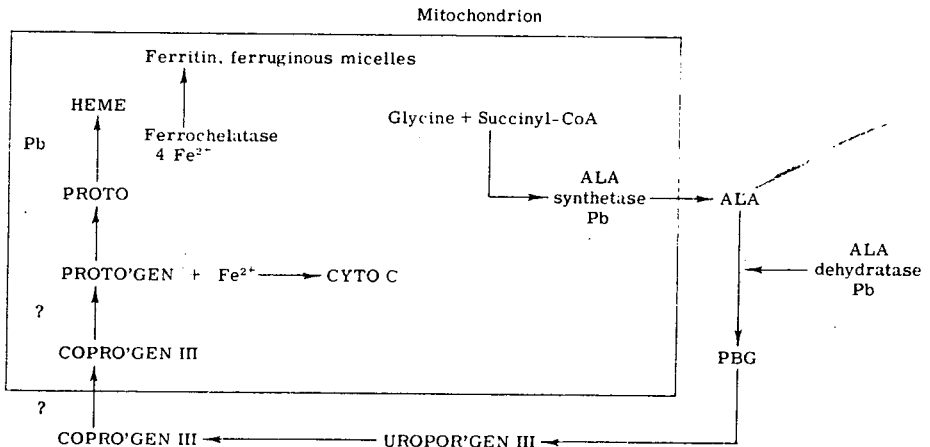 Mitochondrion
Ferritin, ferruginous micelles
HEME
Glycine + Succinyl-CoA
Pb
Ferrochelatase
4 Fe²⁺
ALA
synthetase
Pb
PROTO
ALA
ALA
dehydratase
Pb
PROTO'GEN + Fe²⁺ CYTO C
?
COPRO'GEN III
PBG
?
COPRO'GEN III
UROPOR'GEN III